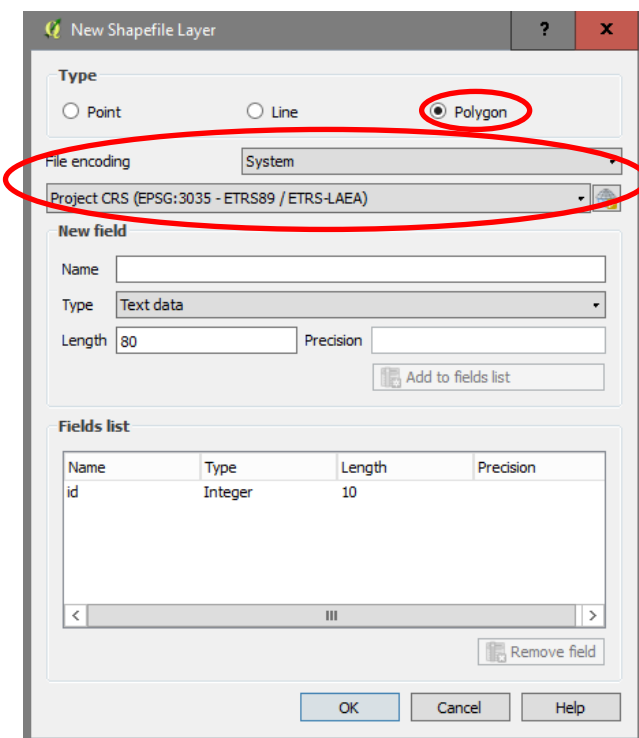 New Shapefile Layer ? x
Type
Point Line Polygon
File encoding System
Project CRS (EPSG:3035 - ETRS89 / ETRS-LAEA)
New field
Name
Type Text data
Length 80 Precision
Add to fields list
Fields list
Name Type Length Precision
id Integer 10
Remove field
OK Cancel Help